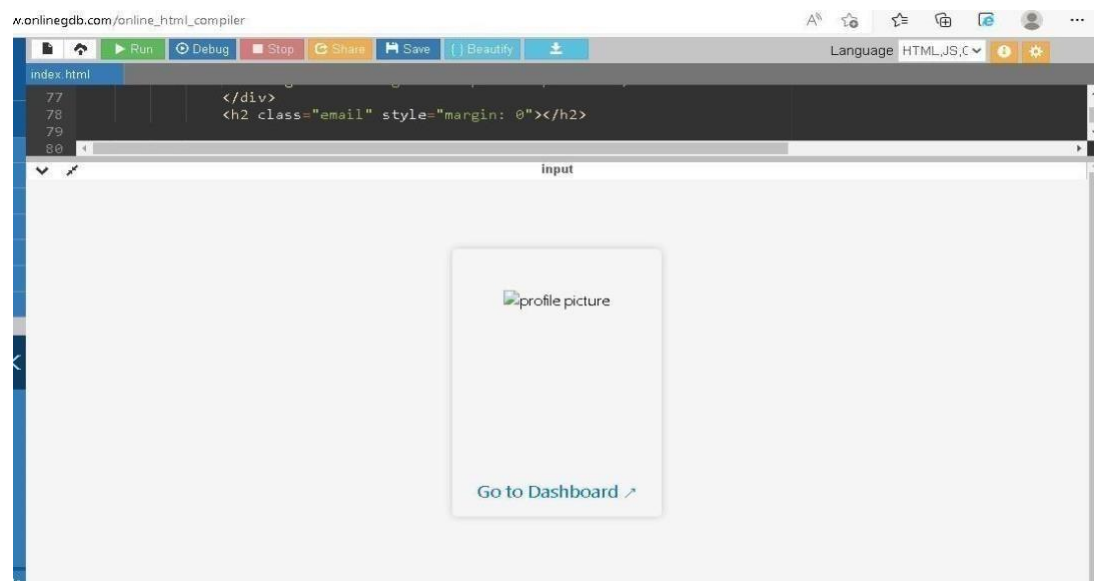 w.onlinegdb.com/online_html_compiler
Run Debug Stop Share Save {} Beautify Language HTML,JS,C
index.html
77 </div>
78 <h2 class="email" style="margin: 0"></h2>
79
80
input
profile picture
Go to Dashboard ↗